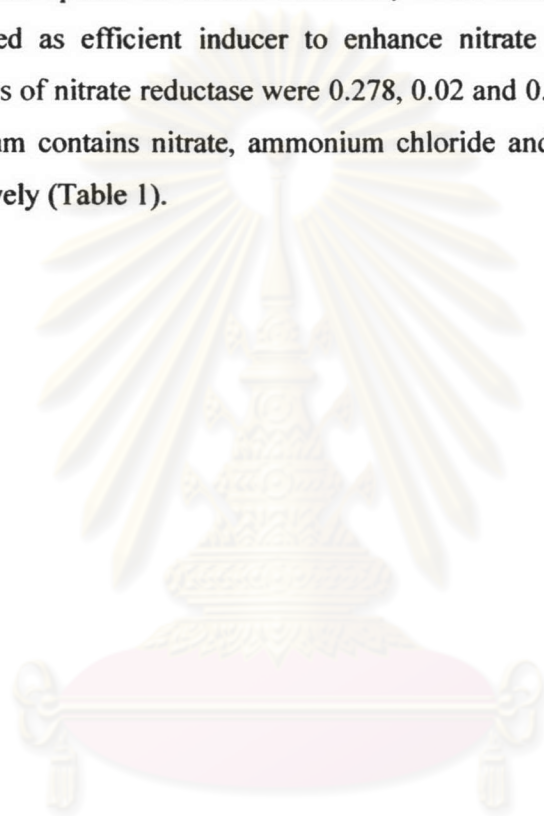 ed as efficient inducer to enhance nitrate
s of nitrate reductase were 0.278, 0.02 and 0.
m contains nitrate, ammonium chloride and
vely (Table 1).